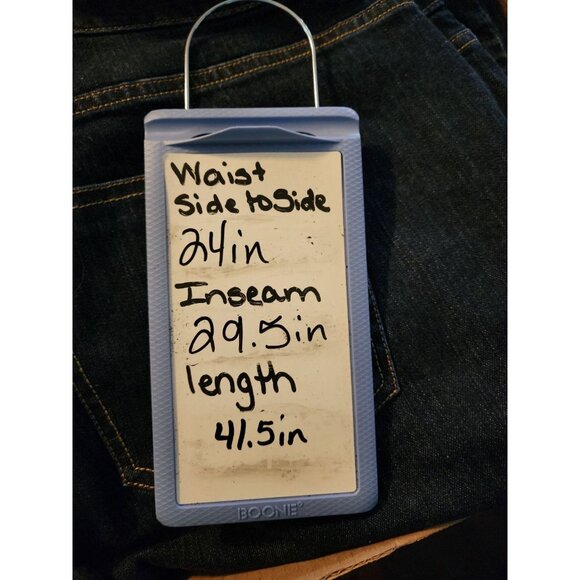 Waist
Side to Side
24in
Inseam
29.5in
length
41.5in
BOONE